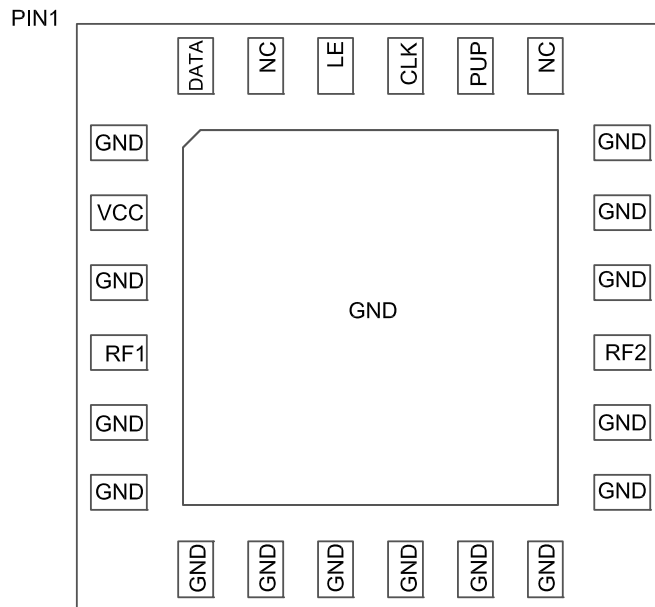 PIN1
DATA NC LE CLK PUP NC
GND GND
VCC GND
GND GND
GND
RF1 RF2
GND GND
GND GND
GND GND GND GND GND GND